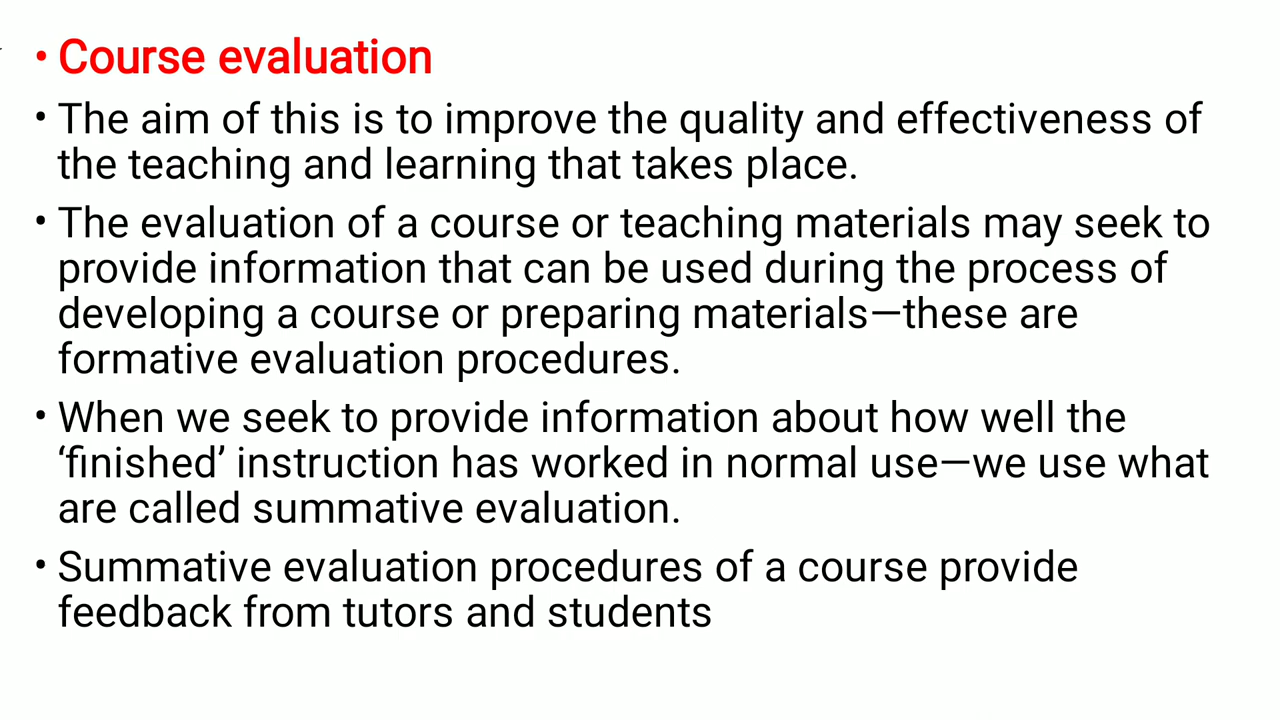 • Course evaluation
• The aim of this is to improve the quality and effectiveness of
the teaching and learning that takes place.
• The evaluation of a course or teaching materials may seek to
provide information that can be used during the process of
developing a course or preparing materials—these are
formative evaluation procedures.
• When we seek to provide information about how well the
‘finished’ instruction has worked in normal use—we use what
are called summative evaluation.
• Summative evaluation procedures of a course provide
feedback from tutors and students